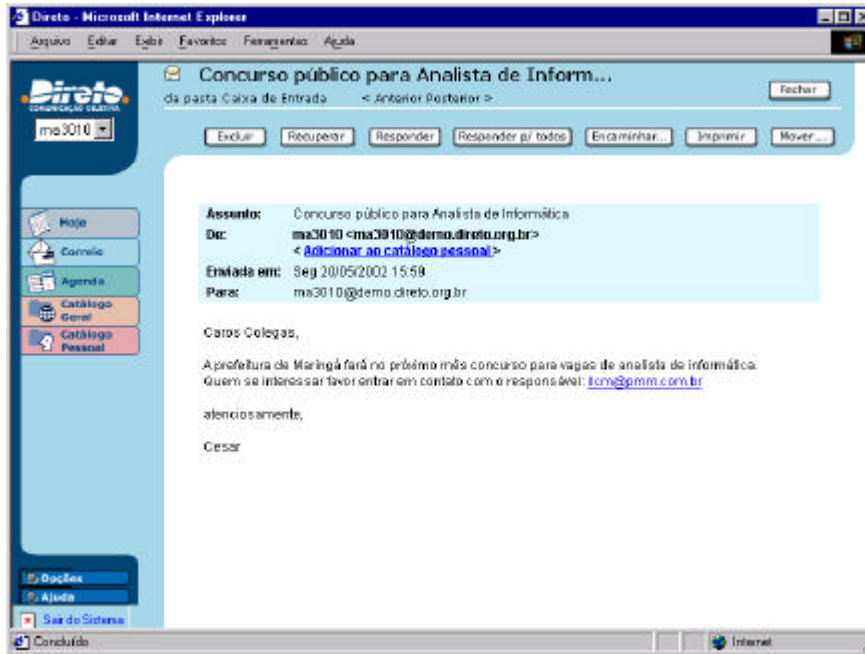 Direto - Microsoft Internet Explorer
Arquivo Editar Exibir Favoritos Ferramentas Ajuda
Direto
COMUNICAÇÃO OBJETIVA
ma3010
Concurso público para Analista de Inform...
da pasta Caixa de Entrada < Anterior Posterior >
Fechar
Excluir Recuperar Responder Responder p/ todos Encaminhar... Imprimir Mover ...
Hoje
Correio
Agenda
Catálogo
Geral
Catálogo
Pessoal
Assunto: Concurso público para Analista de Informática
De: ma3010 <ma3010@demo.direto.org.br>
< Adicionar ao catálogo pessoal >
Enviada em: Seg 20/05/2002 15:59
Para: ma3010@demo.direto.org.br
Caros Colegas,
A prefeitura de Maringá fará no próximo mês concurso para vagas de analista de informática.
Quem se interessar favor entrar em contato com o responsável: licm@pmm.com.br
atenciosamente,
Cesar
Opções
Ajuda
Sair do Sistema
Concluído Internet